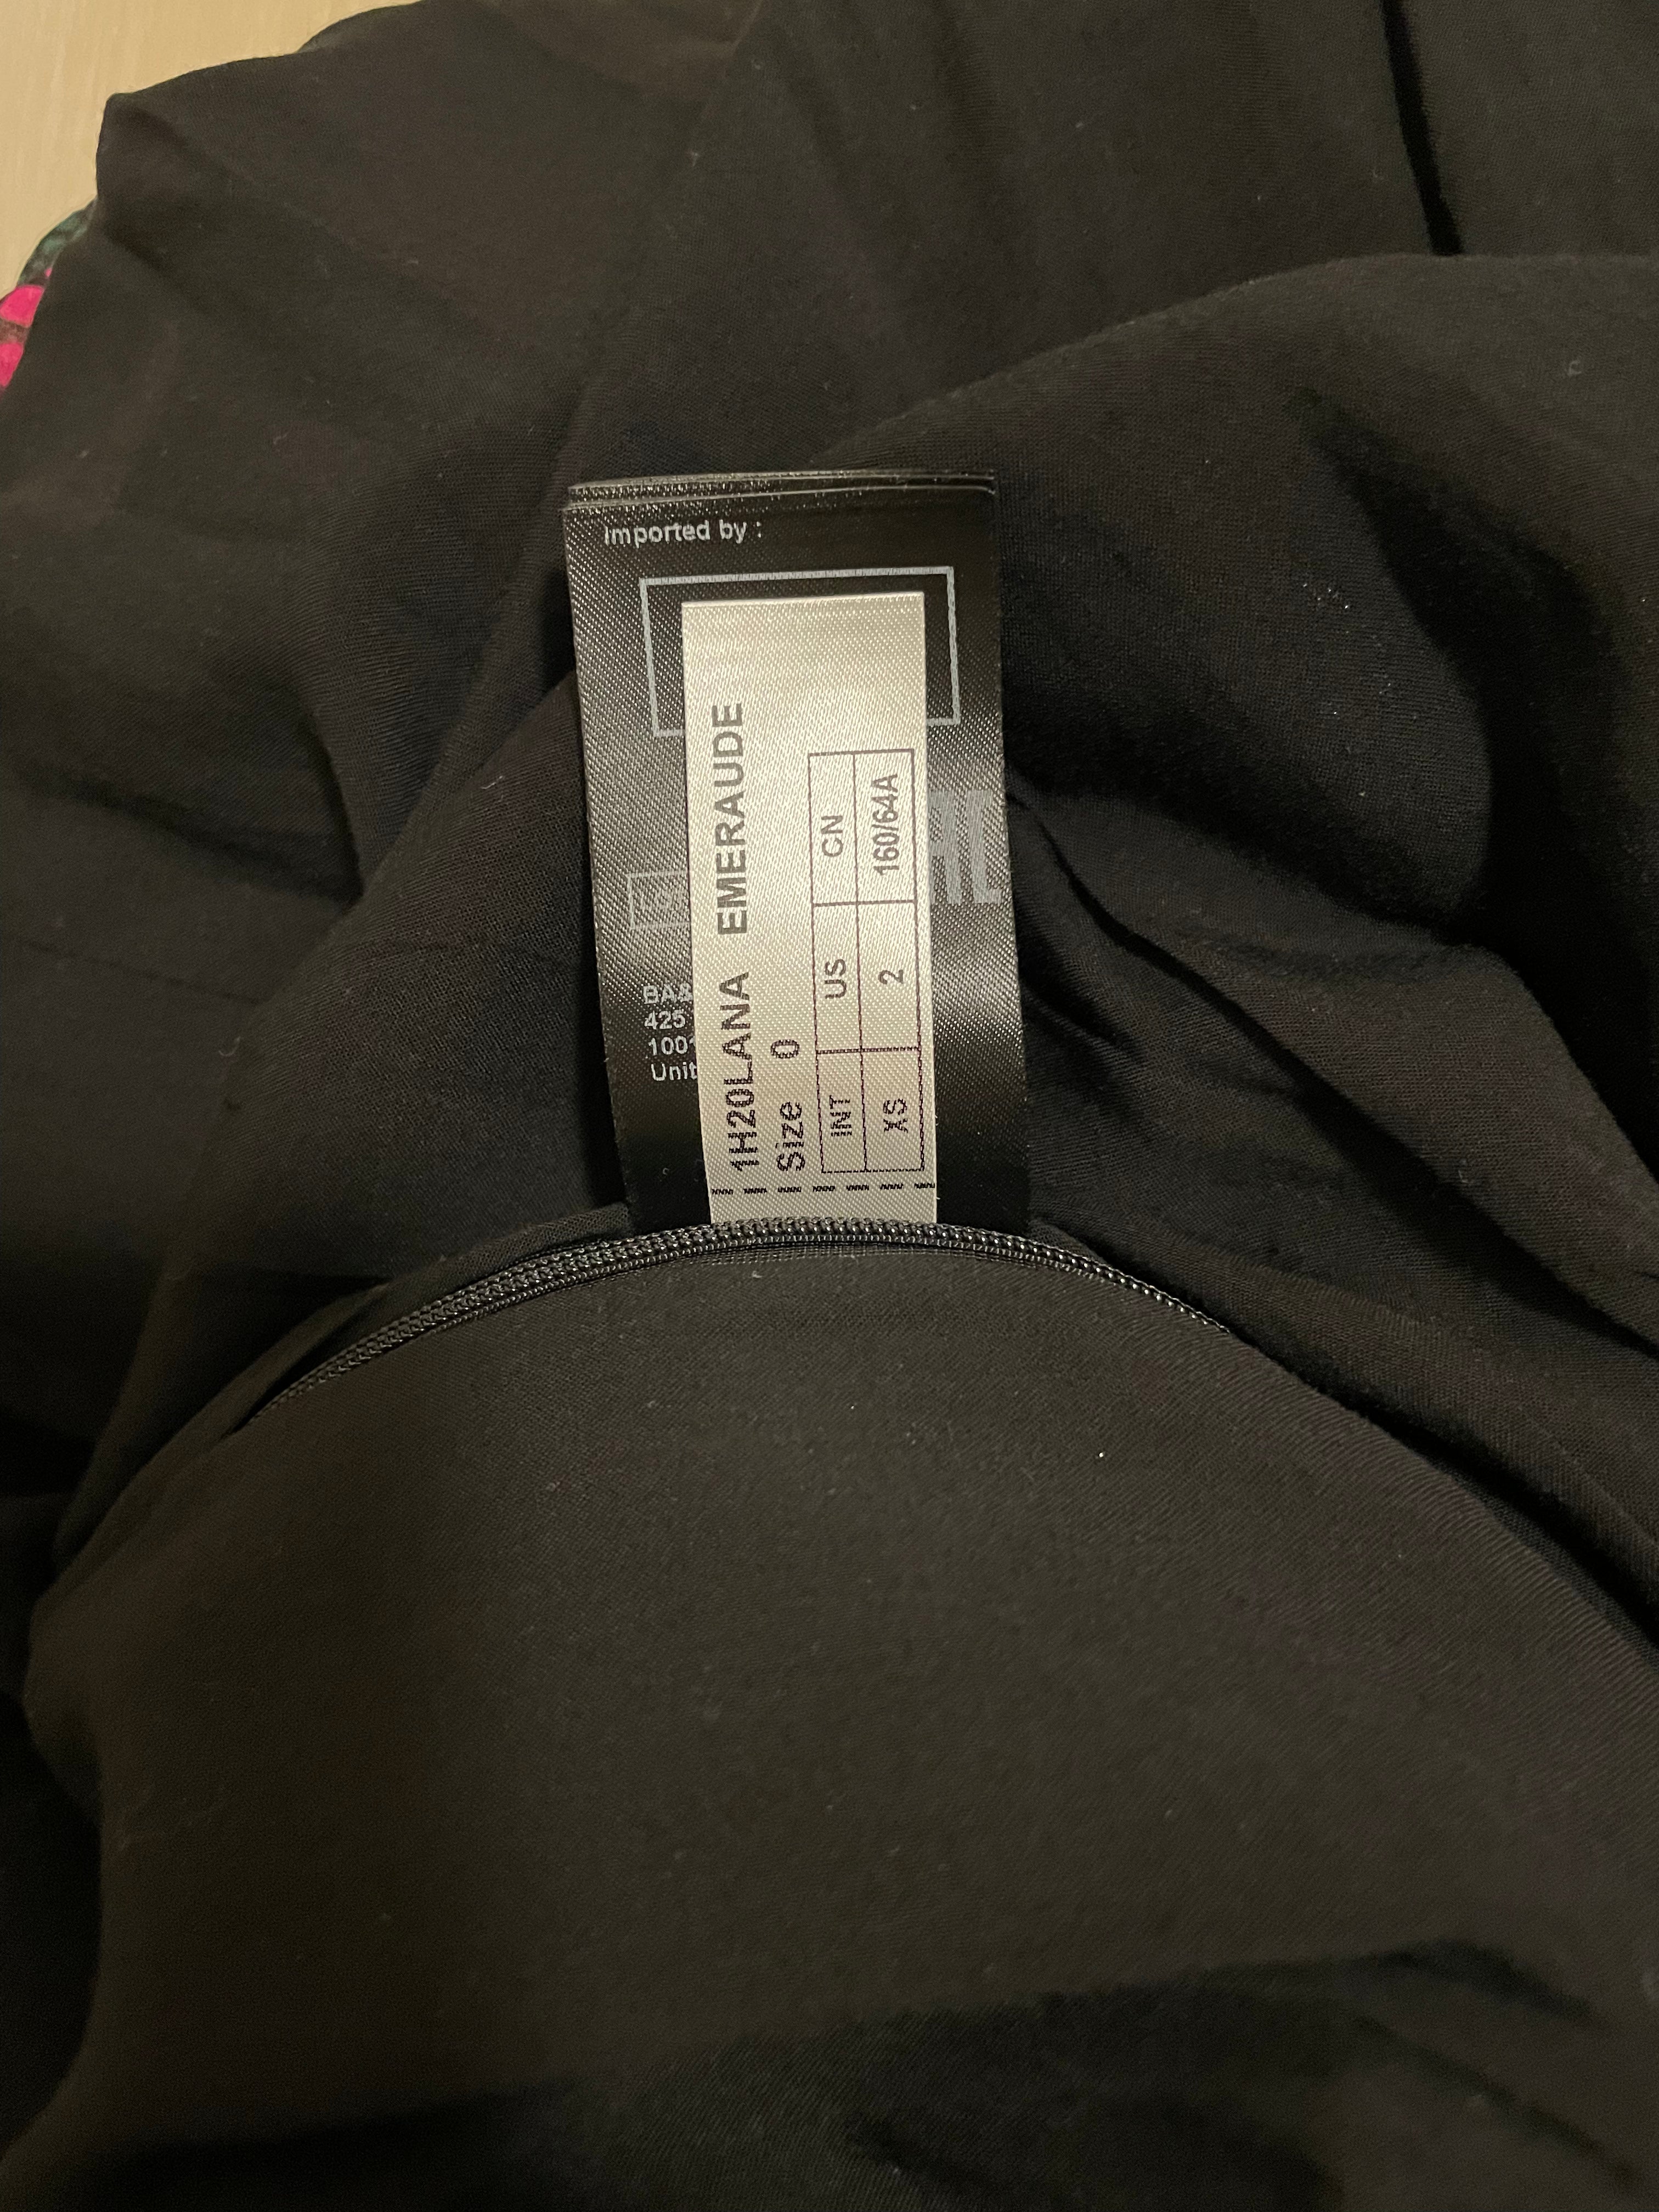 Imported by :
BA&
425
100
Unit
1H20LANA EMERAUDE
Size 0
INT US CN
XS 2 160/64A